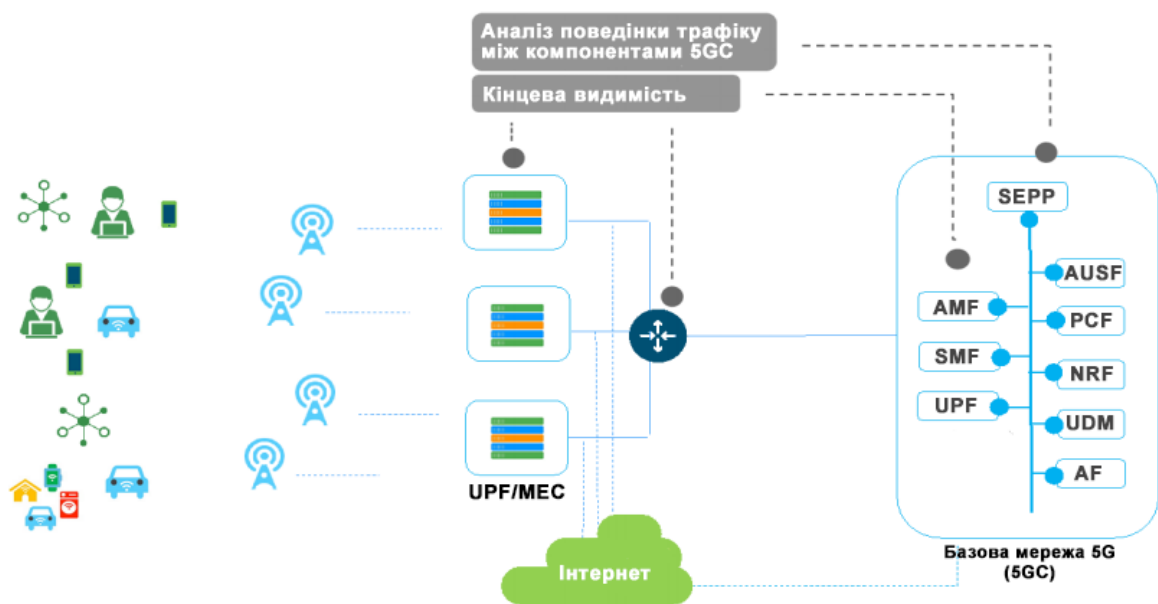 Аналіз поведінки трафіку
між компонентами 5GC
Кінцева видимість
SEPP
AUSF
AMF
PCF
SMF
NRF
UPF
UDM
AF
UPF/MEC
Інтернет
Базова мережа 5G
(5GC)